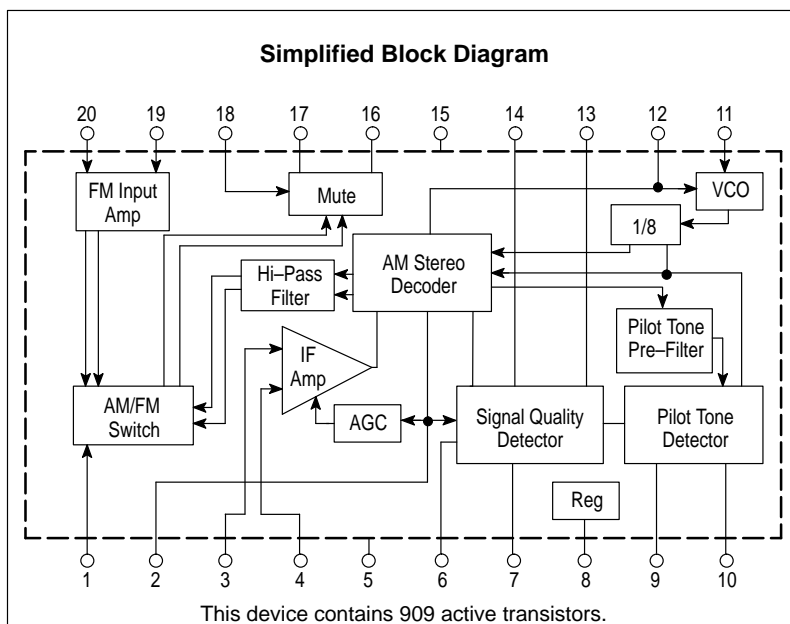 Simplified Block Diagram
20 19 18 17 16 15 14 13 12 11
FM Input
Amp
Mute
VCO
1/8
AM Stereo
Decoder
Hi–Pass
Filter
Pilot Tone
Pre–Filter
IF
Amp
AM/FM
Switch
AGC
Signal Quality
Detector
Pilot Tone
Detector
Reg
1 2 3 4 5 6 7 8 9 10
This device contains 909 active transistors.